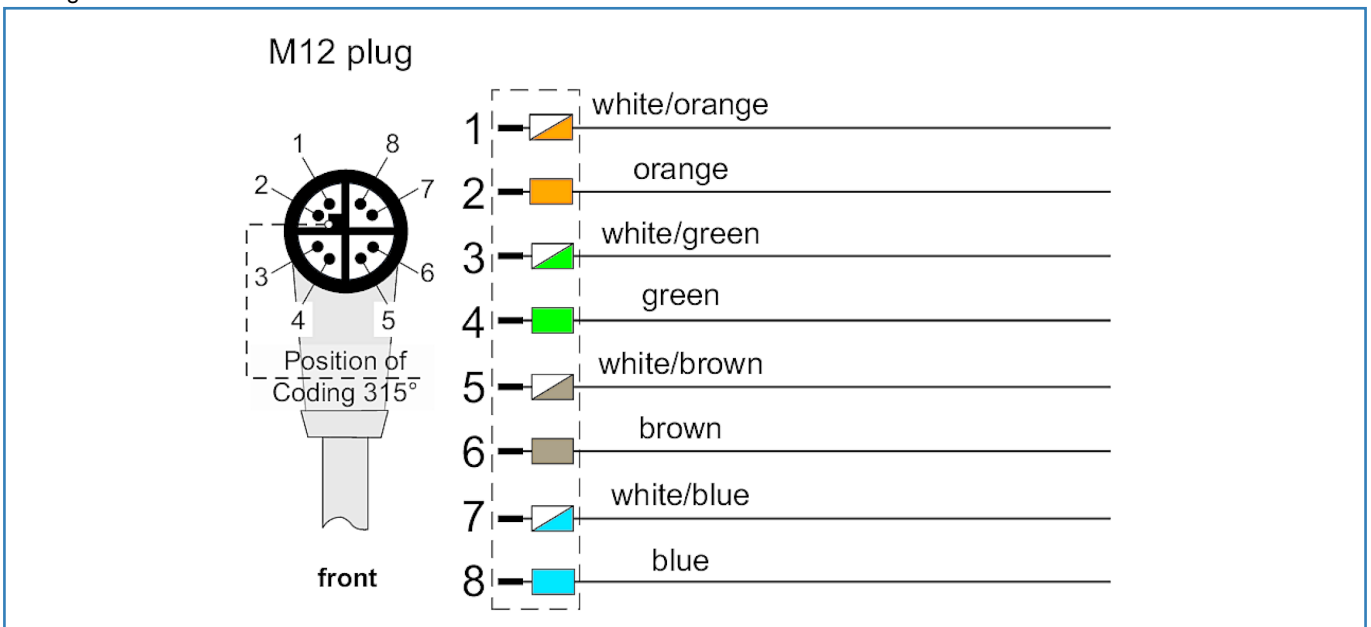 M12 plug
1
8
2
7
3
6
4
5
Position of
Coding 315°
front
1 white/orange
2 orange
3 white/green
4 green
5 white/brown
6 brown
7 white/blue
8 blue